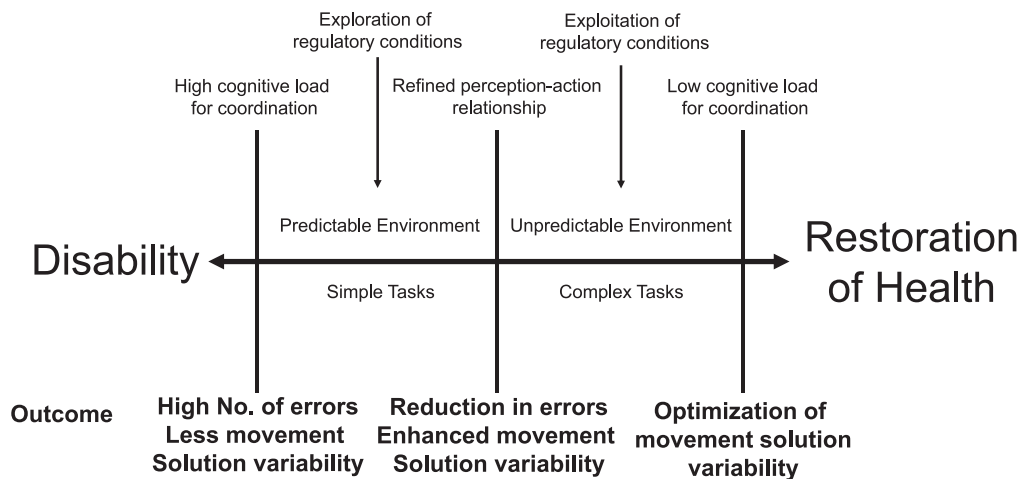 Exploration of
regulatory conditions
Exploitation of
regulatory conditions
High cognitive load
for coordination
Refined perception-action
relationship
Low cognitive load
for coordination
Predictable Environment
Unpredictable Environment
Disability
Restoration
of Health
Simple Tasks
Complex Tasks
Outcome
High No. of errors
Less movement
Solution variability
Reduction in errors
Enhanced movement
Solution variability
Optimization of
movement solution
variability